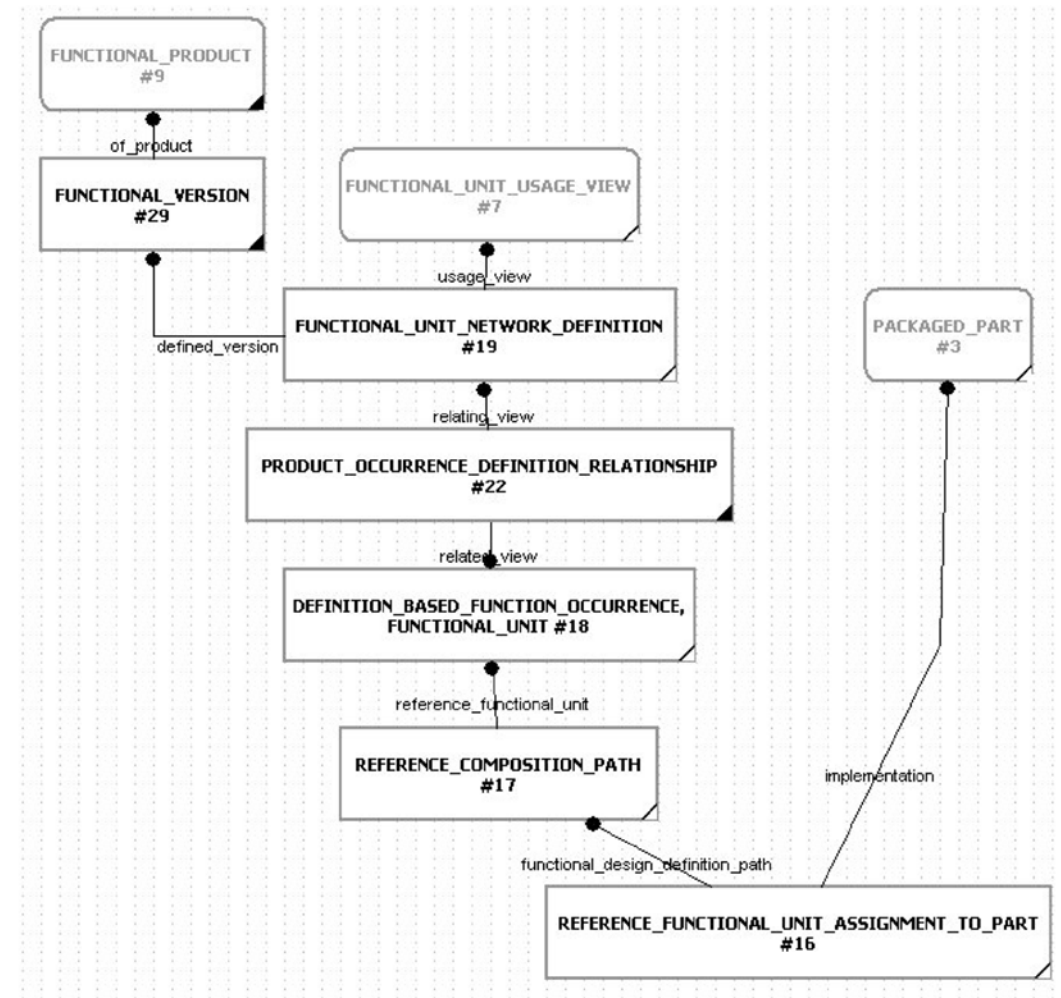 FUNCTIONAL_PRODUCT
#9
of_product
FUNCTIONAL_VERSION
#29
FUNCTIONAL_UNIT_USAGE_VIEW
#7
usage_view
FUNCTIONAL_UNIT_NETWORK_DEFINITION
#19
defined_version
PACKAGED_PART
#3
relating_view
PRODUCT_OCCURRENCE_DEFINITION_RELATIONSHIP
#22
related_view
DEFINITION_BASED_FUNCTION_OCCURRENCE,
FUNCTIONAL_UNIT #18
reference_functional_unit
REFERENCE_COMPOSITION_PATH
#17
implementation
functional_design_definition_path
REFERENCE_FUNCTIONAL_UNIT_ASSIGNMENT_TO_PART
#16